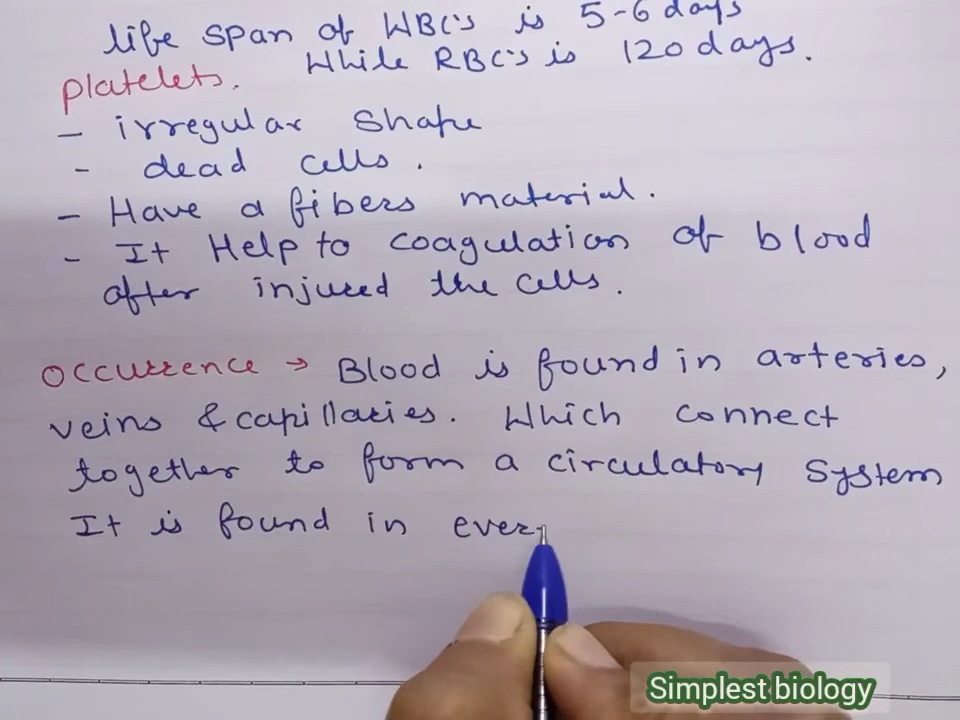 life span of WBC's is 5-6 days
While RBC's is 120 days.
Platelets.
- irregular shape
- dead cells.
- Have a fibers material.
- It Help to coagulation of blood
after injured the cells.
Occurrence → Blood is found in arteries,
veins & capillaries. Which connect
together to form a circulatory system
It is found in ever
Simplest biology